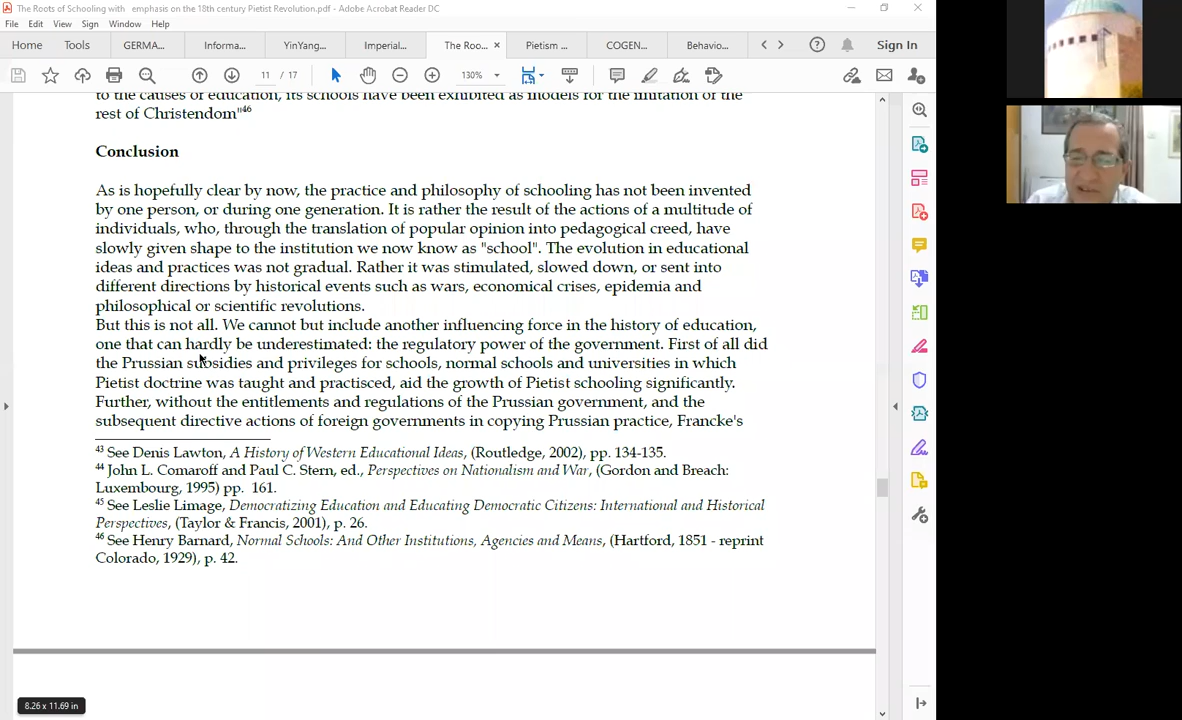 The Roots of Schooling with emphasis on the 18th century Pietist Revolution.pdf - Adobe Acrobat Reader DC
File Edit View Sign Window Help
Home Tools GERMA... Informa... YinYang... Imperial... The Roo... × Pietism ... COGEN... Behavio... Sign In
11 / 17 130%
to the causes of education, its schools have been exhibited as models for the imitation of the
rest of Christendom"46
Conclusion
As is hopefully clear by now, the practice and philosophy of schooling has not been invented
by one person, or during one generation. It is rather the result of the actions of a multitude of
individuals, who, through the translation of popular opinion into pedagogical creed, have
slowly given shape to the institution we now know as "school". The evolution in educational
ideas and practices was not gradual. Rather it was stimulated, slowed down, or sent into
different directions by historical events such as wars, economical crises, epidemia and
philosophical or scientific revolutions.
But this is not all. We cannot but include another influencing force in the history of education,
one that can hardly be underestimated: the regulatory power of the government. First of all did
the Prussian subsidies and privileges for schools, normal schools and universities in which
Pietist doctrine was taught and practisced, aid the growth of Pietist schooling significantly.
Further, without the entitlements and regulations of the Prussian government, and the
subsequent directive actions of foreign governments in copying Prussian practice, Francke's
43 See Denis Lawton, A History of Western Educational Ideas, (Routledge, 2002), pp. 134-135.
44 John L. Comaroff and Paul C. Stern, ed., Perspectives on Nationalism and War, (Gordon and Breach:
Luxembourg, 1995) pp. 161.
45 See Leslie Limage, Democratizing Education and Educating Democratic Citizens: International and Historical
Perspectives, (Taylor & Francis, 2001), p. 26.
46 See Henry Barnard, Normal Schools: And Other Institutions, Agencies and Means, (Hartford, 1851 - reprint
Colorado, 1929), p. 42.
8.26 x 11.69 in